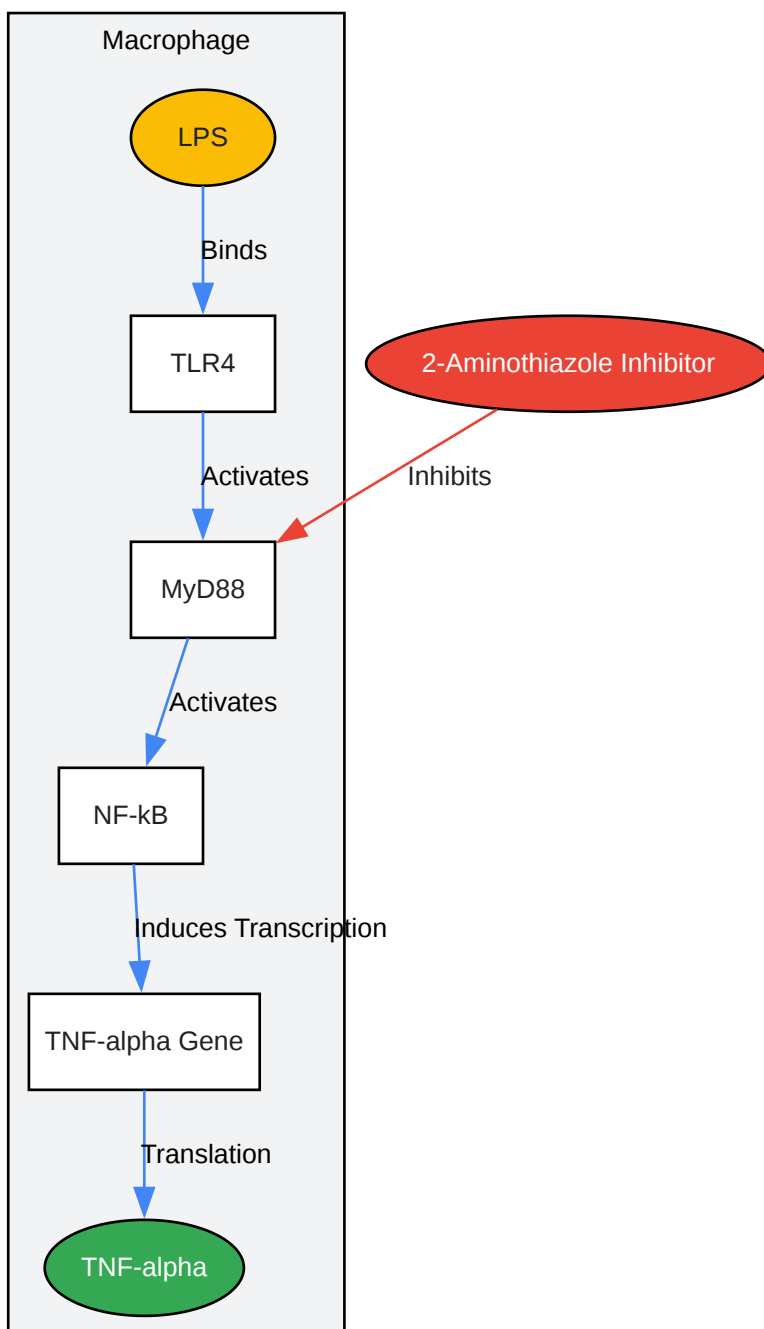 Macrophage
LPS
Binds
TLR4
2-Aminothiazole Inhibitor
Activates
Inhibits
MyD88
Activates
NF-kB
Induces Transcription
TNF-alpha Gene
Translation
TNF-alpha